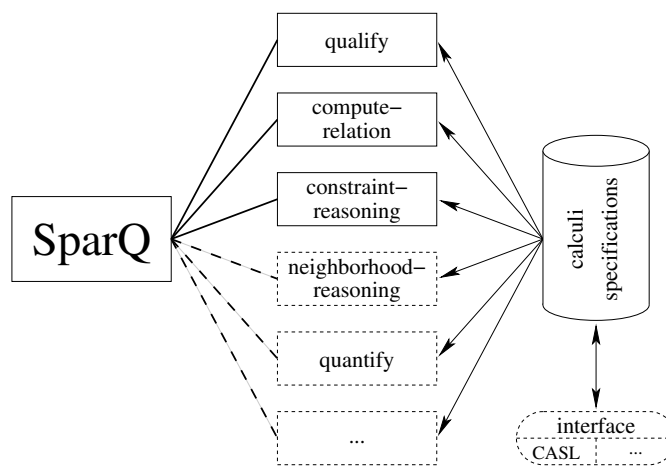 qualify
compute–
relation
constraint–
reasoning
SparQ
neighborhood–
reasoning
quantify
...
calculi
specifications
interface
CASL
...